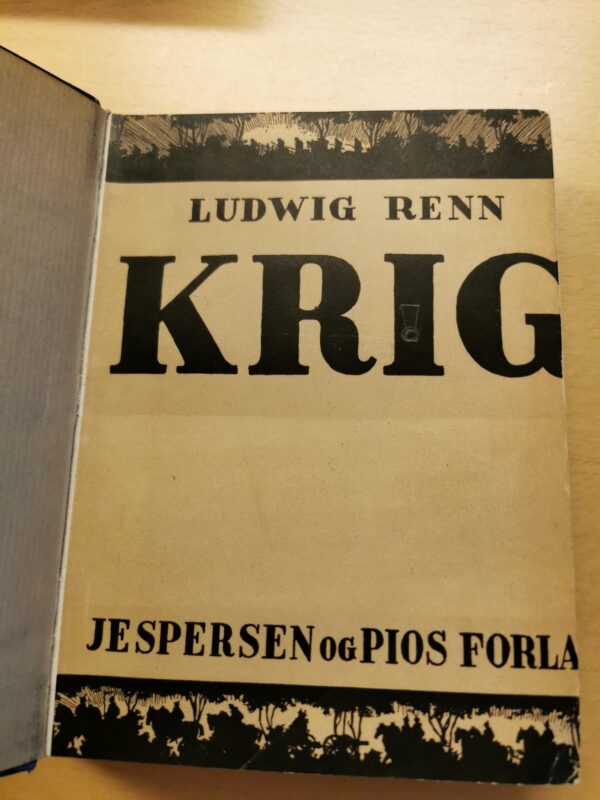 LUDWIG RENN
KRIG
JESPERSEN OG PIOS FORLA